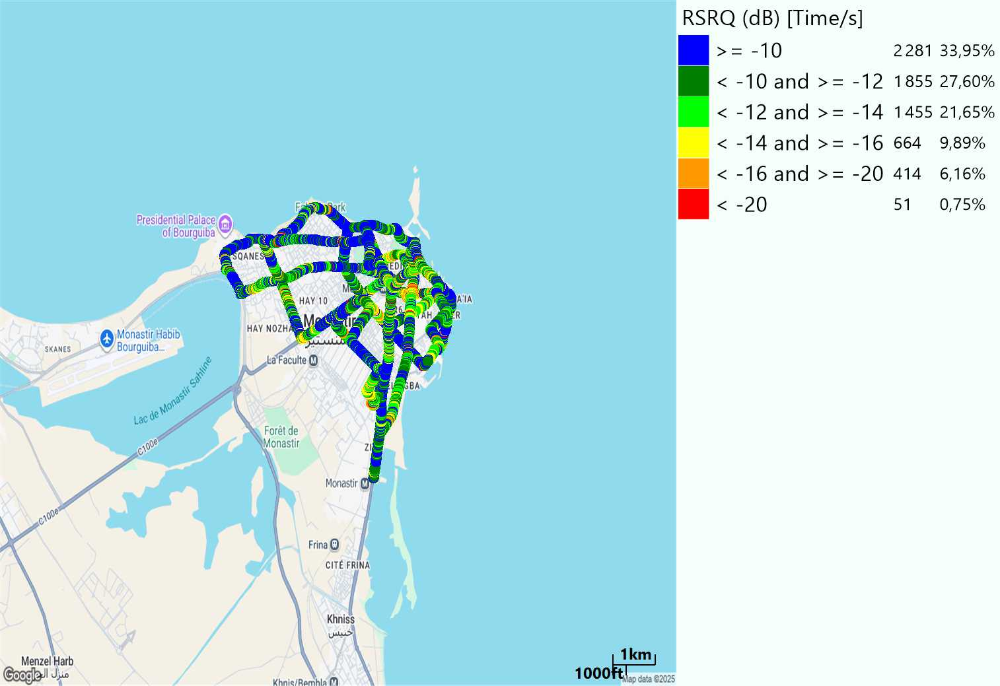 RSRQ (dB) [Time/s]
>= -10 2 281 33,95%
< -10 and >= -12 1 855 27,60%
< -12 and >= -14 1 455 21,65%
< -14 and >= -16 664 9,89%
< -16 and >= -20 414 6,16%
< -20 51 0,75%
Presidential Palace
of Bourguiba
SQANES
HAY 10
HAY NOZHA
La Faculte M
SKANES
Monastir Habib
Bourguiba...
Lac de Monastir Sahline
C100e
Forêt de
Monastir
Monastir M
C100e
Frina
CITÉ FRINA
Khniss
خنيس
Menzel Harb
Google
Khnis/Bembla M
1km
1000ft
Map data ©2025